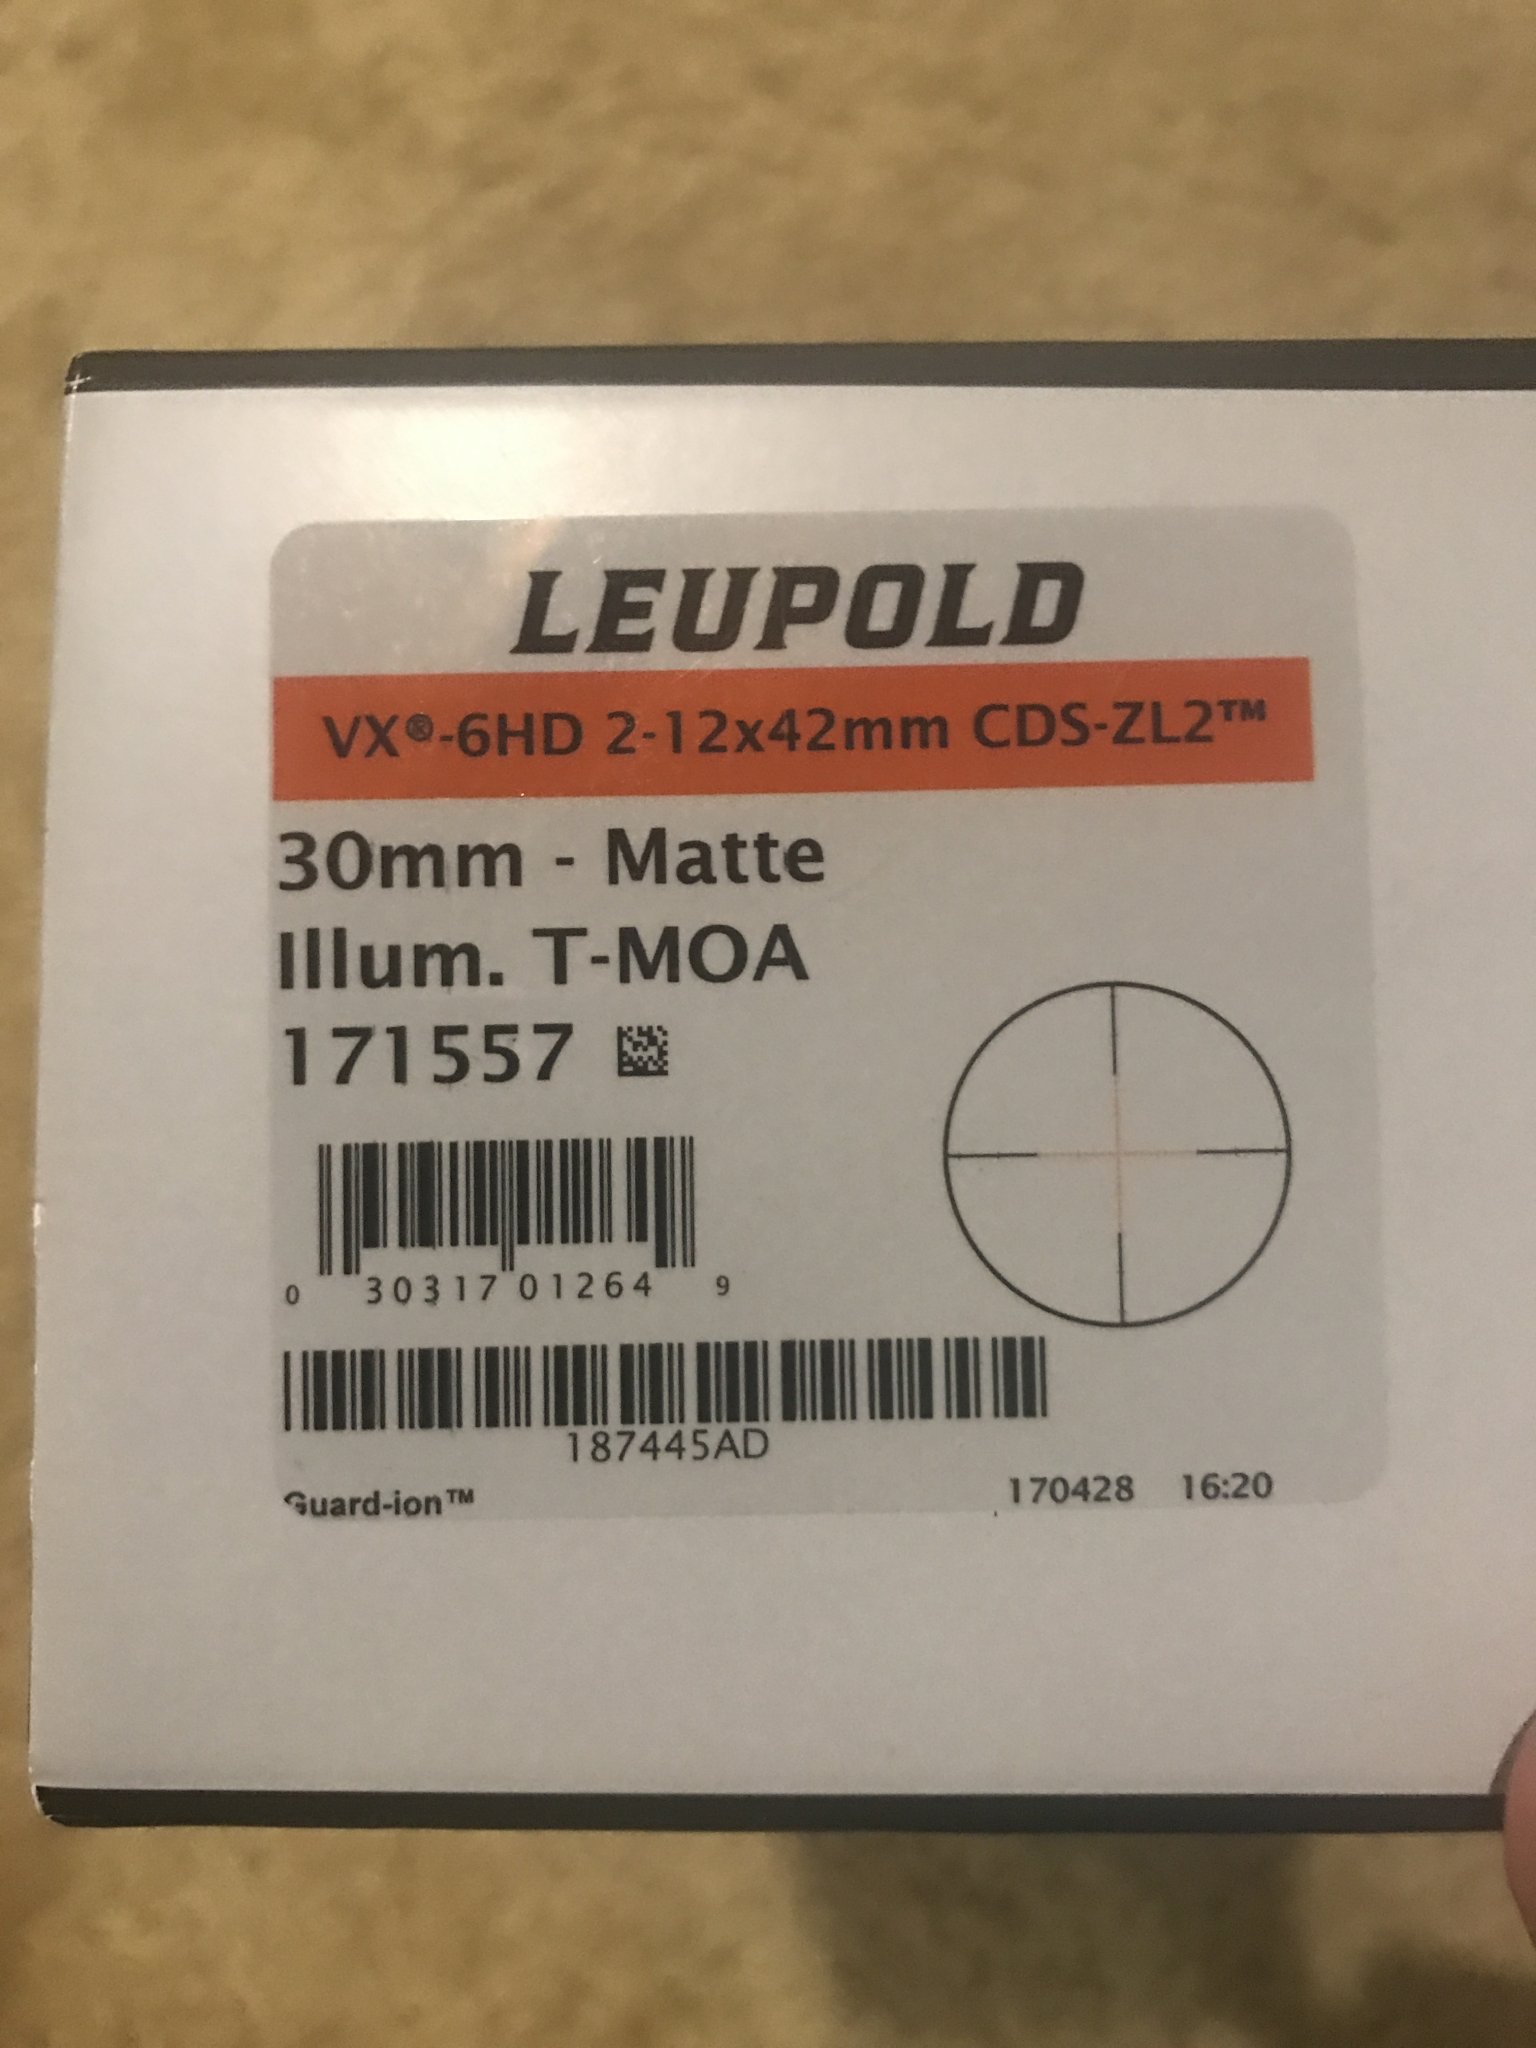 LEUPOLD
VX®-6HD 2-12x42mm CDS-ZL2™
30mm - Matte
Illum. T-MOA
171557
0 30317 01264 9
187445AD
Guard-ion™ 170428 16:20